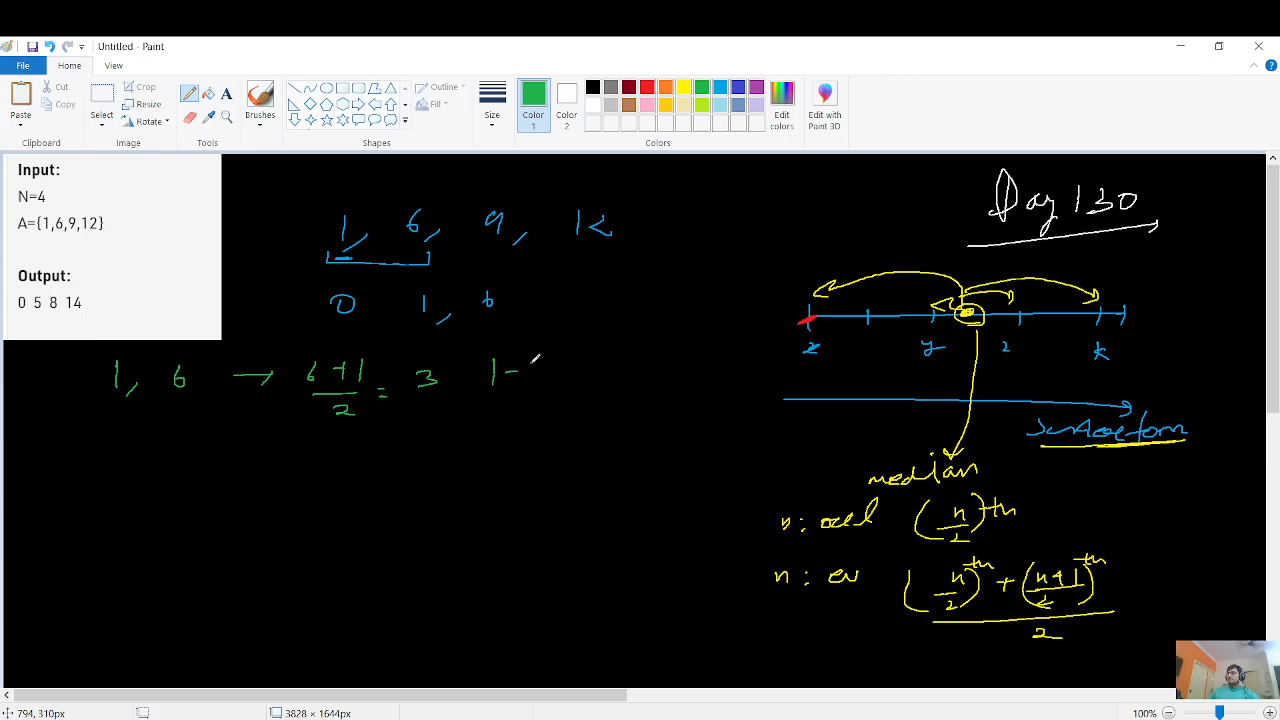 Untitled - Paint
File Home View
Cut
Copy
Paste
Clipboard
Select
Crop
Resize
Rotate
Image
Tools
Brushes
Outline
Fill
Shapes
Size
Color 1
Color 2
Colors
Edit colors
Edit with Paint 3D
Input:
N=4
A={1,6,9,12}
Output:
0 5 8 14
1, 6, 9, 12
0 1, 6
1, 6 → 6+1/2 = 3 1-
Day 130
y 2 k
median
n: (n/2)th
n: ev (n/2)th + (n+1/2)th
2
794, 310px
3828 × 1644px
100%